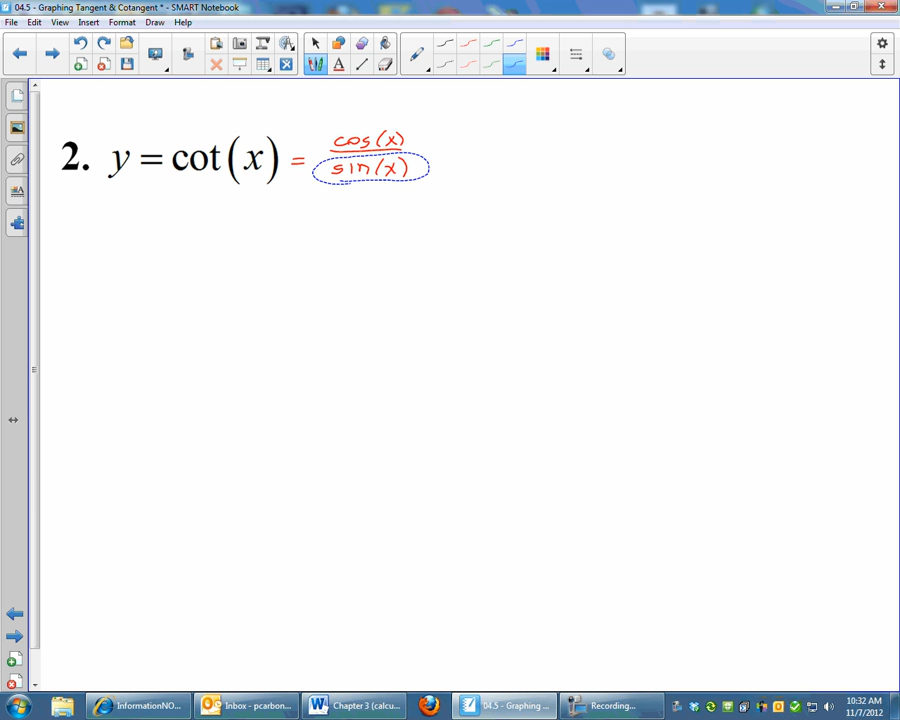 04.5 - Graphing Tangent & Cotangent * - SMART Notebook
File Edit View Insert Format Draw Help
2. y = cot(x) = cos(x) / sin(x)
InformationNO... Inbox - pcarbon... Chapter 3 (calcu... 04.5 - Graphing ... Recording...
10:32 AM
11/7/2012